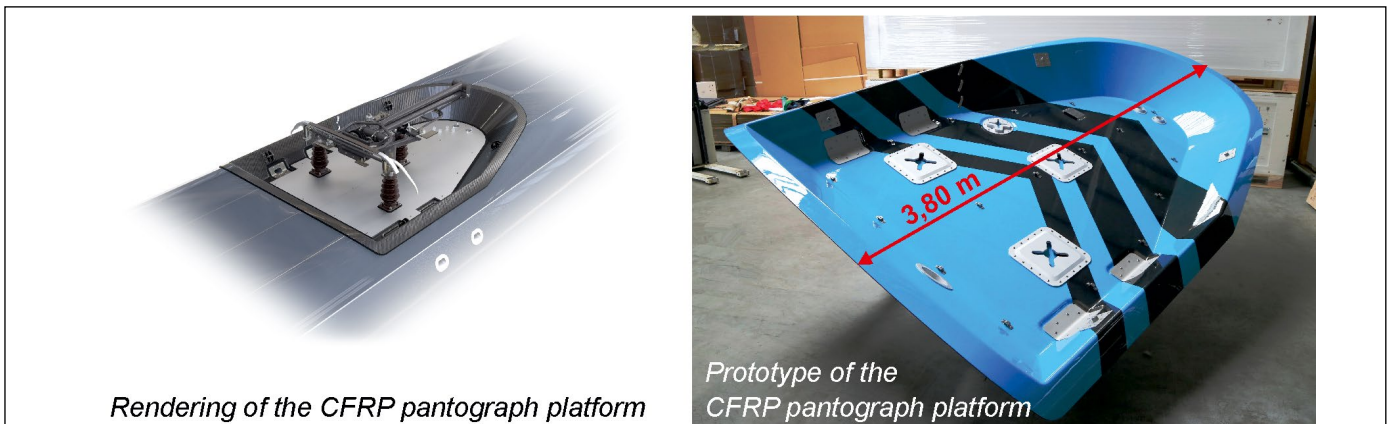 Rendering of the CFRP pantograph platform
3,80 m
Prototype of the
CFRP pantograph platform